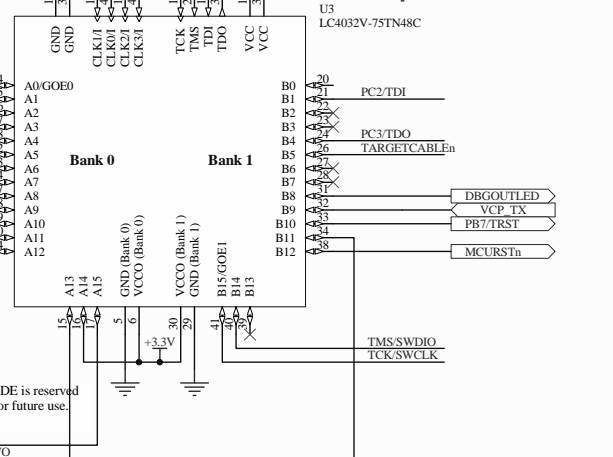 U3
LC4032V-75TN48C
GND
GND
CLK1/I
CLK0/I
CLK2/I
CLK3/I
TCK
TMS
TDI
TDO
VCC
VCC
A0/GOE0
A1
A2
A3
A4
A5
A6
A7
A8
A9
A10
A11
A12
Bank 0
Bank 1
B0 20
B1 21 PC2/TDI
B2 22
B3 23
B4 24 PC3/TDO
B5 26 TARGETCABLEn
B6 27
B7 28
B8 31 DBGOUTLED
B9 32 VCP_TX
B10 33 PB7/TRST
B11 34
B12 38 MCURSTn
A13
A14
A15
GND (Bank 0)
VCCO (Bank 0)
VCCO (Bank 1)
GND (Bank 1)
B15/GOE1
B14
B13
15
16
17
5
6
30
29
41
40
39
+3.3V
TMS/SWDIO
TCK/SWCLK
DE is reserved
or future use.